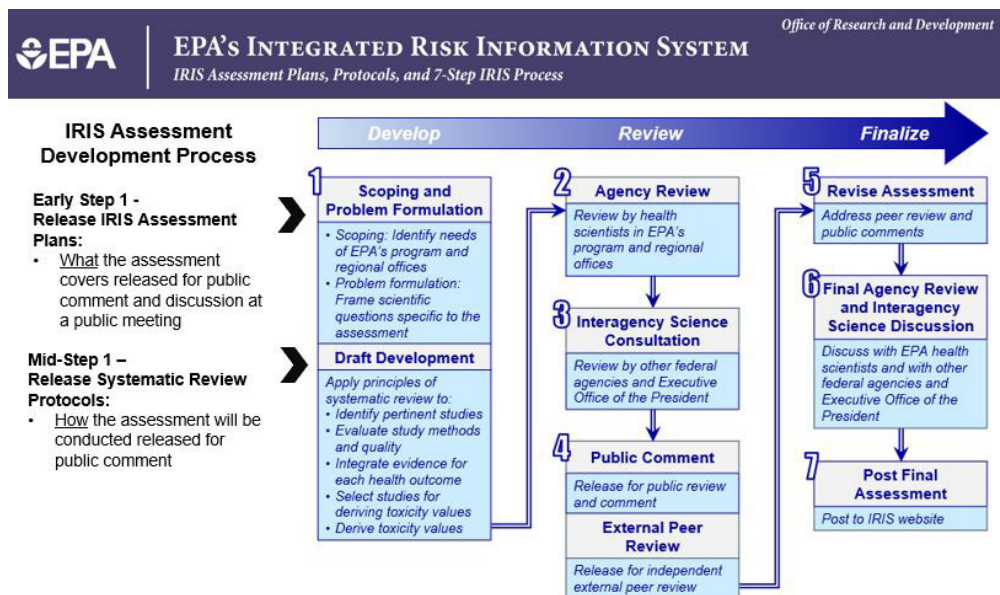 Office of Research and Development
EPA
EPA's Integrated Risk Information System
IRIS Assessment Plans, Protocols, and 7-Step IRIS Process
IRIS Assessment
Development Process
Early Step 1 -
Release IRIS Assessment
Plans:
• What the assessment
covers released for public
comment and discussion at
a public meeting
Mid-Step 1 –
Release Systematic Review
Protocols:
• How the assessment will be
conducted released for
public comment
Develop
Review
Finalize
1
Scoping and
Problem Formulation
• Scoping: Identify needs
of EPA's program and
regional offices
• Problem formulation:
Frame scientific
questions specific to the
assessment
Draft Development
Apply principles of
systematic review to:
• Identify pertinent studies
• Evaluate study methods
and quality
• Integrate evidence for
each health outcome
• Select studies for
deriving toxicity values
• Derive toxicity values
2
Agency Review
Review by health
scientists in EPA's
program and regional
offices
3
Interagency Science
Consultation
Review by other federal
agencies and Executive
Office of the President
4
Public Comment
Release for public review
and comment
External Peer
Review
Release for independent
external peer review
5
Revise Assessment
Address peer review and
public comments
6
Final Agency Review
and Interagency
Science Discussion
Discuss with EPA health
scientists and with other
federal agencies and
Executive Office of the
President
7
Post Final
Assessment
Post to IRIS website